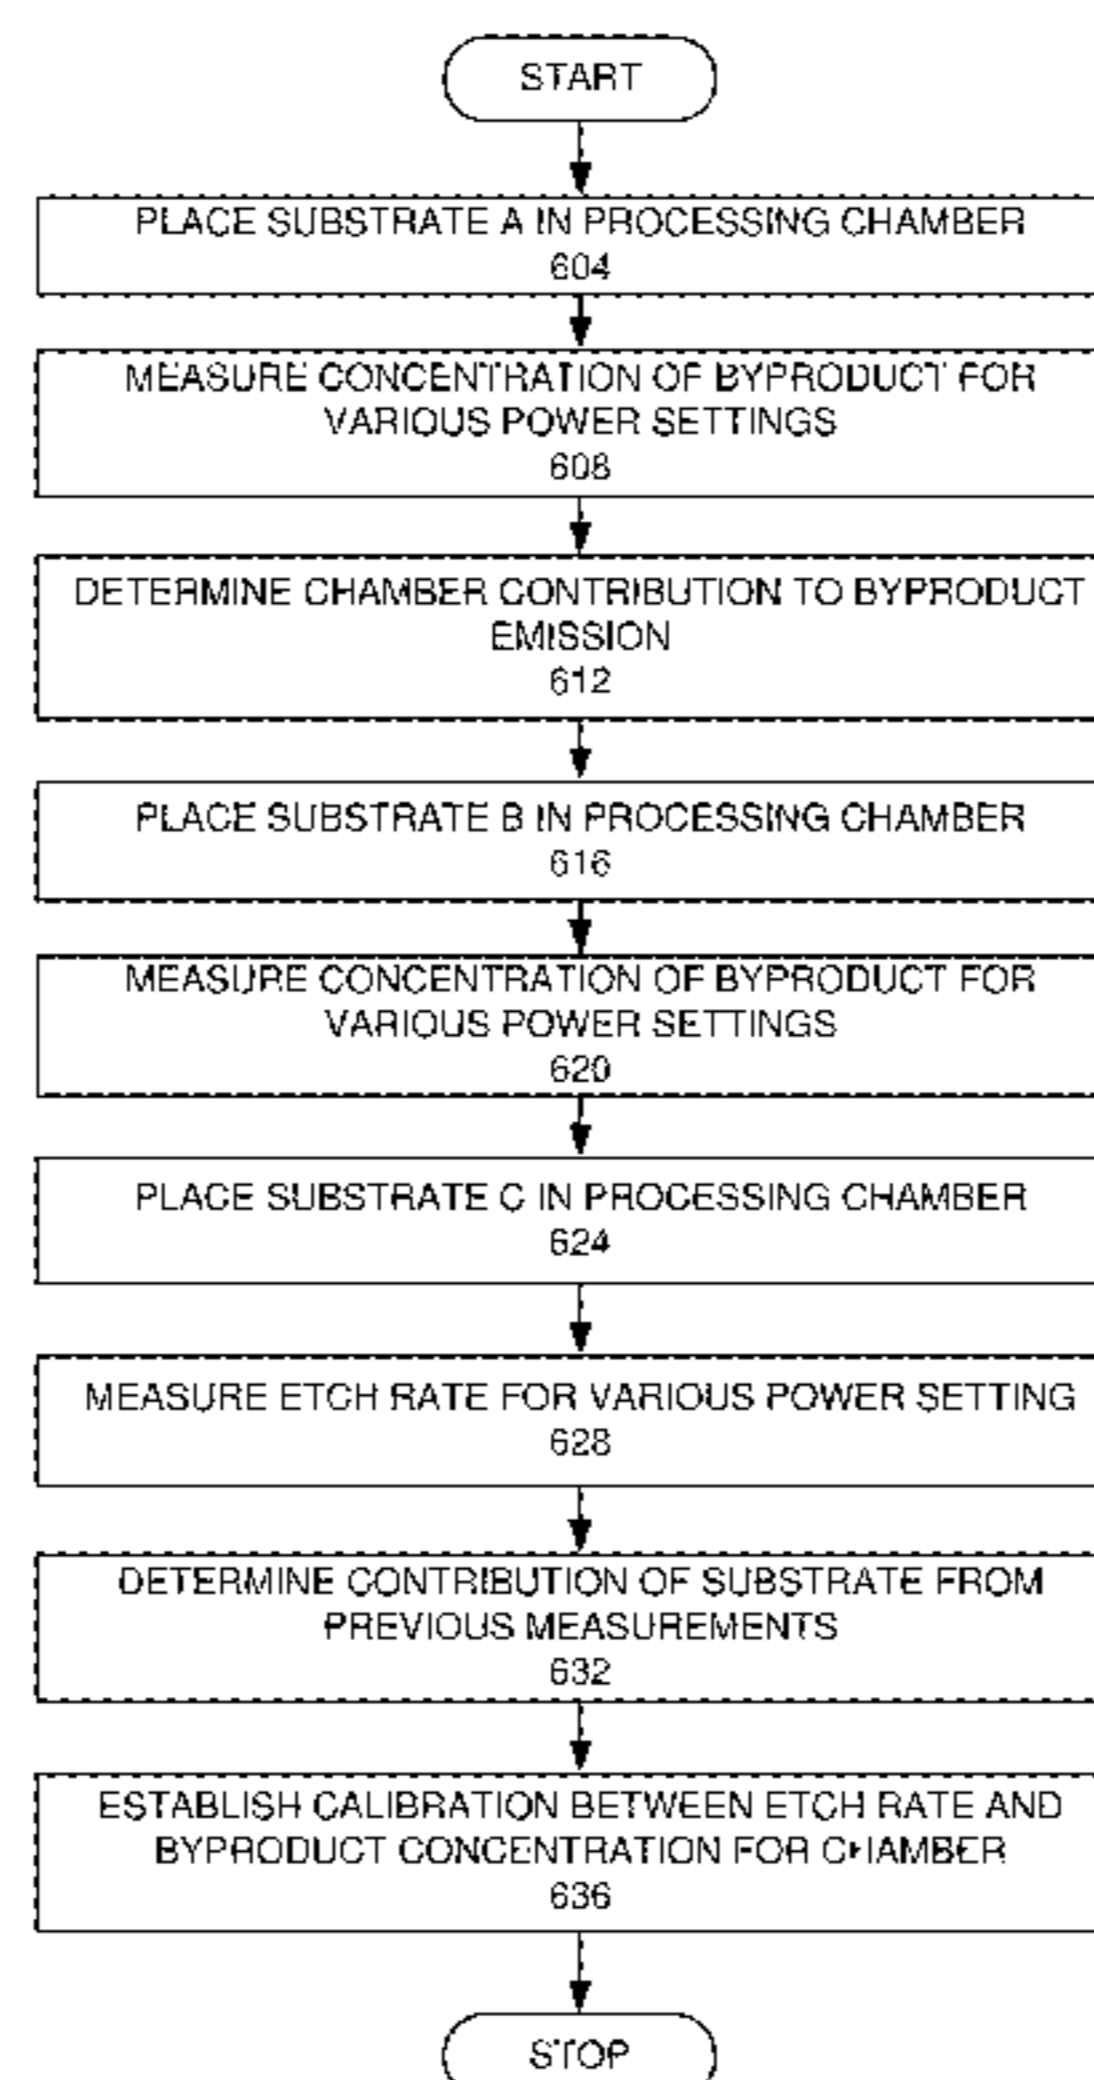 START
PLACE SUBSTRATE A IN PROCESSING CHAMBER
604
MEASURE CONCENTRATION OF BYPRODUCT FOR
VARIOUS POWER SETTINGS
608
DETERMINE CHAMBER CONTRIBUTION TO BYPRODUCT
EMISSION
612
PLACE SUBSTRATE B IN PROCESSING CHAMBER
616
MEASURE CONCENTRATION OF BYPRODUCT FOR
VARIOUS POWER SETTINGS
620
PLACE SUBSTRATE C IN PROCESSING CHAMBER
624
MEASURE ETCH RATE FOR VARIOUS POWER SETTING
628
DETERMINE CONTRIBUTION OF SUBSTRATE FROM
PREVIOUS MEASUREMENTS
632
ESTABLISH CALIBRATION BETWEEN ETCH RATE AND
BYPRODUCT CONCENTRATION FOR CHAMBER
636
STOP